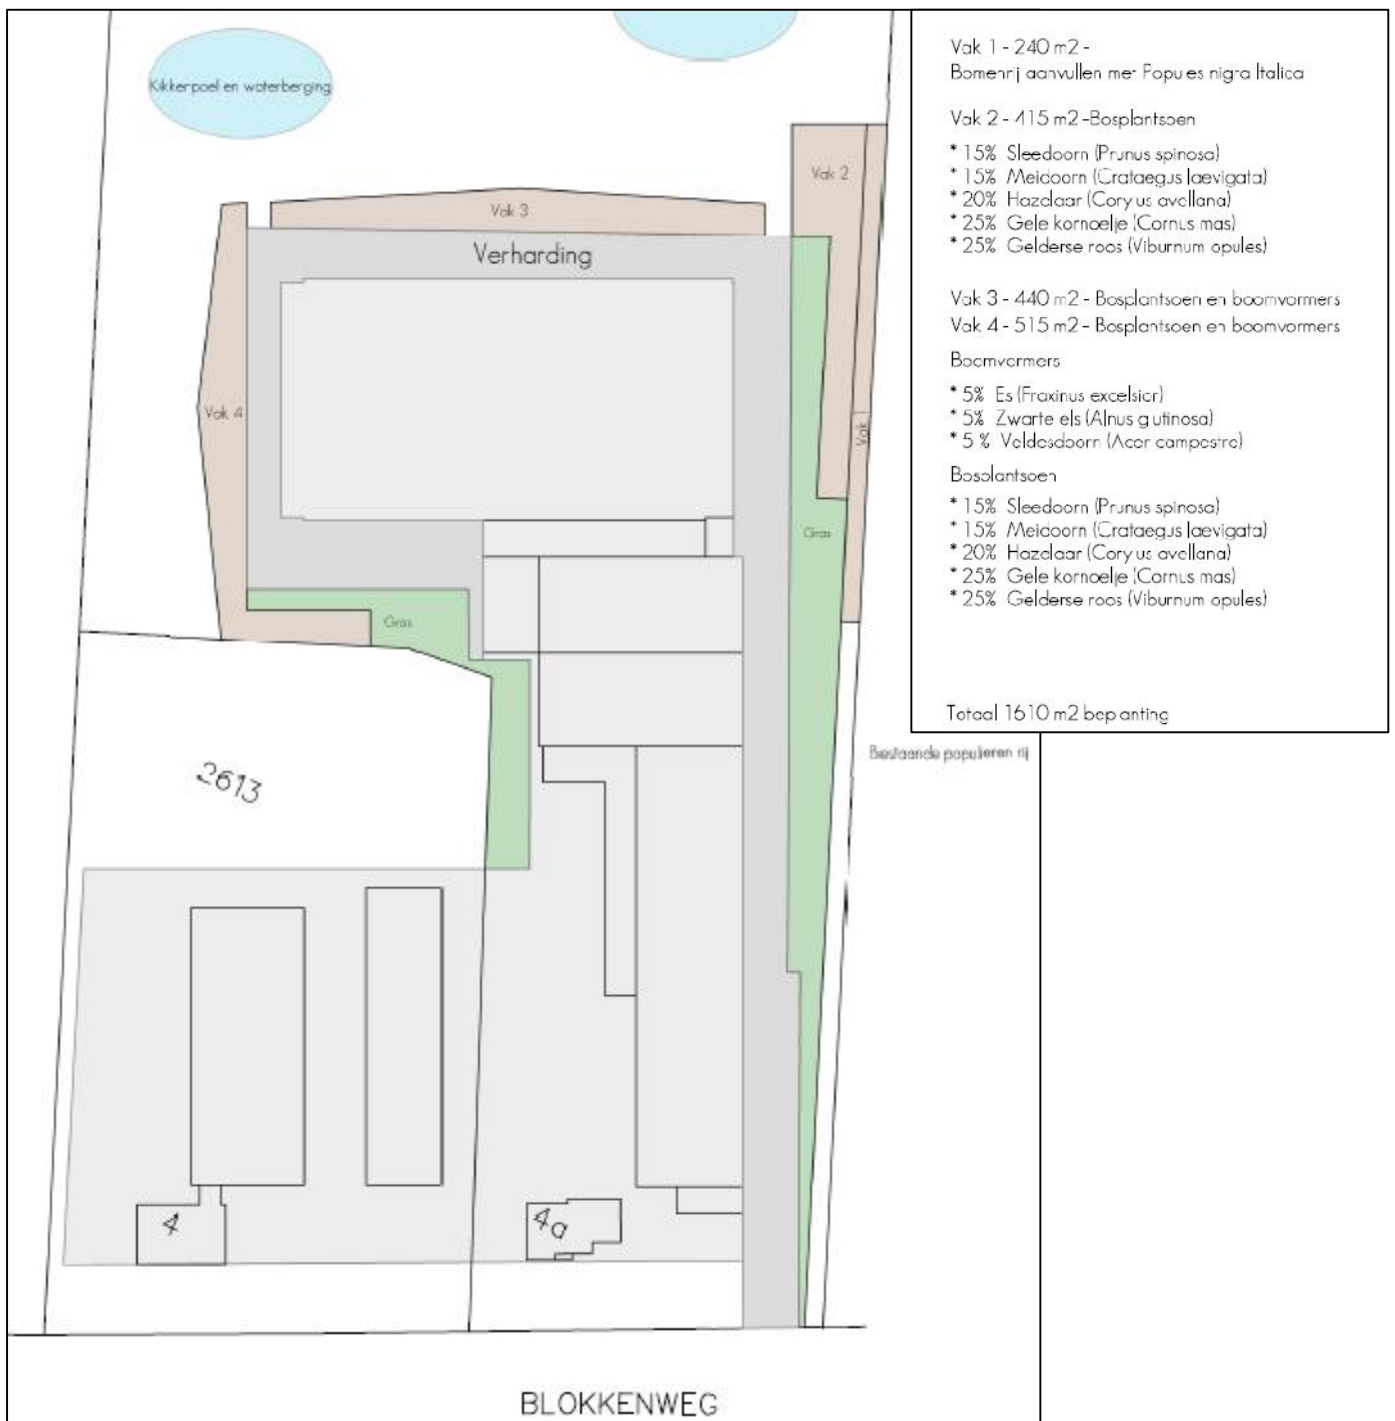 Kikkerpoel en waterberging
Vak 2
Vak 3
Verharding
Vak 4
Vak 1
Gras
Gras
2613
4
4a
BLOKKENWEG
Bestaande populieren rij
Vak 1 - 240 m2 -
Bomenrij aanvullen met Popules nigra Italica
Vak 2 - 415 m2 -Bosplantsoen
* 15% Sleedoorn (Prunus spinosa)
* 15% Meidoorn (Crataegus laevigata)
* 20% Hazelaar (Corylus avellana)
* 25% Gele kornoelje (Cornus mas)
* 25% Gelderse roos (Viburnum opules)
Vak 3 - 440 m2 - Bosplantsoen en boomvormers
Vak 4 - 515 m2 - Bosplantsoen en boomvormers
Boomvormers
* 5% Es (Fraxinus excelsior)
* 5% Zwarte els (Alnus glutinosa)
* 5 % Veldesdoorn (Acer campestre)
Bosplantsoen
* 15% Sleedoorn (Prunus spinosa)
* 15% Meidoorn (Crataegus laevigata)
* 20% Hazelaar (Corylus avellana)
* 25% Gele kornoelje (Cornus mas)
* 25% Gelderse roos (Viburnum opules)
Totaal 1610 m2 beplanting